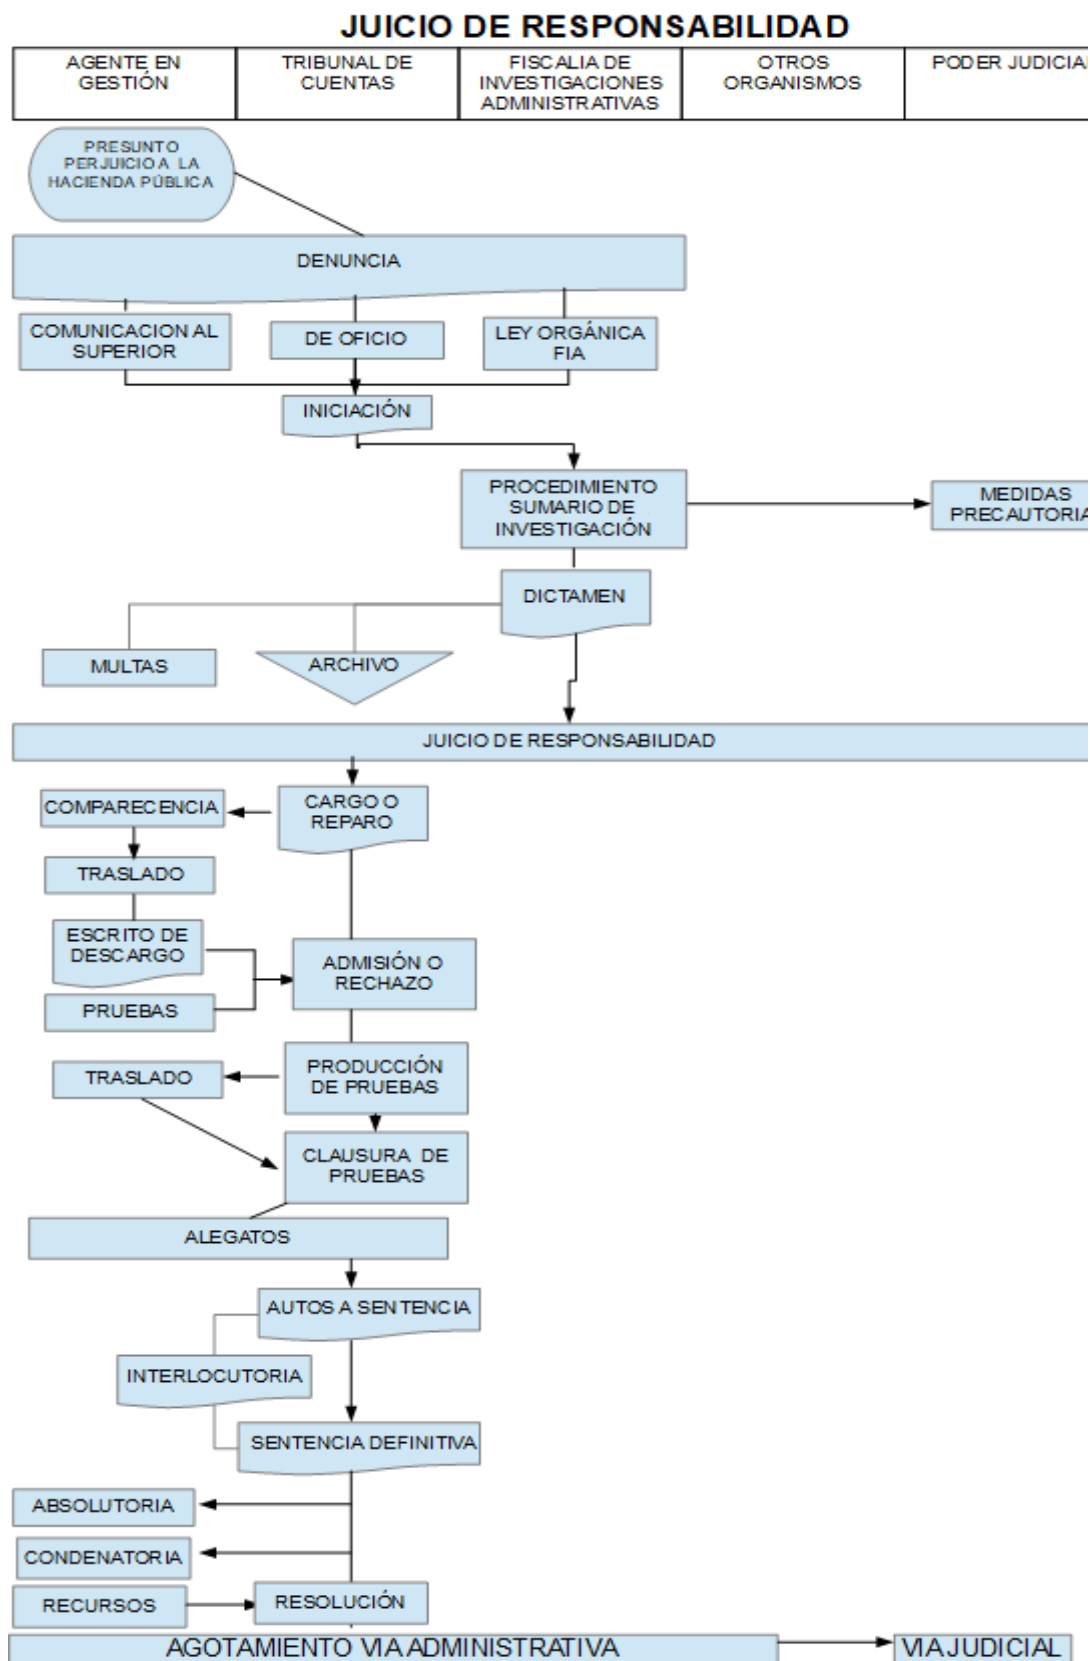 JUICIO DE RESPONSABILIDAD
AGENTE EN
GESTIÓN
TRIBUNAL DE
CUENTAS
FISCALIA DE
INVESTIGACIONES
ADMINISTRATIVAS
OTROS
ORGANISMOS
PODER JUDICIAL
PRESUNTO
PERJUICIO A LA
HACIENDA PÚBLICA
DENUNCIA
COMUNICACION AL
SUPERIOR
DE OFICIO
LEY ORGÁNICA
FIA
INICIACIÓN
PROCEDIMIENTO
SUMARIO DE
INVESTIGACIÓN
MEDIDAS
PRECAUTORIA
DICTAMEN
MULTAS
ARCHIVO
JUICIO DE RESPONSABILIDAD
COMPARECENCIA
CARGO O
REPARO
TRASLADO
ESCRITO DE
DESCARGO
ADMISIÓN O
RECHAZO
PRUEBAS
TRASLADO
PRODUCCIÓN
DE PRUEBAS
CLAUSURA DE
PRUEBAS
ALEGATOS
AUTOS A SENTENCIA
INTERLOCUTORIA
SENTENCIA DEFINITIVA
ABSOLUTORIA
CONDENATORIA
RECURSOS
RESOLUCIÓN
AGOTAMIENTO VIA ADMINISTRATIVA
VIA JUDICIAL